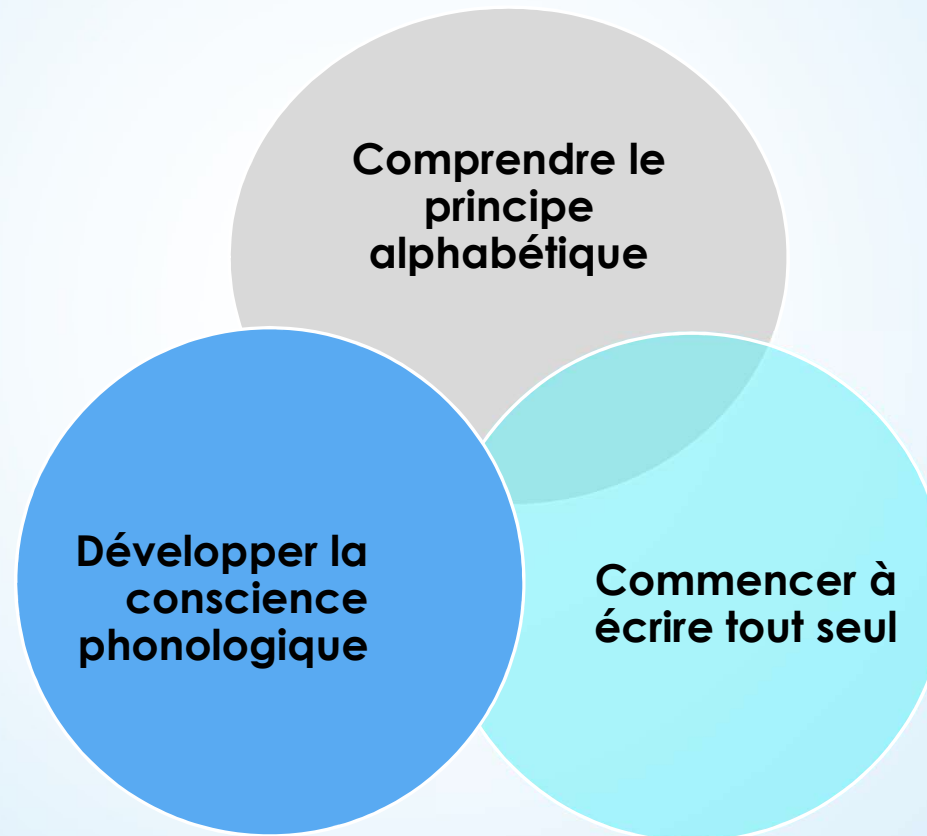 Comprendre le
principe
alphabétique
Développer la
conscience
phonologique
Commencer à
écrire tout seul